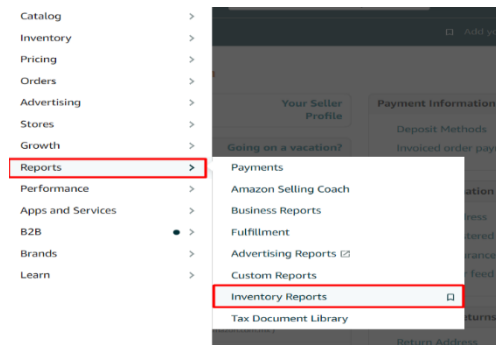 Catalog
Inventory
Pricing
Orders
Advertising
Stores
Growth
Reports
Performance
Apps and Services
B2B
Brands
Learn
Add
Your Seller
Profile
Going on a vacation?
Payment Information
Deposit Methods
Invoiced order
Payments
Amazon Selling Coach
Business Reports
Fulfillment
Advertising Reports
Custom Reports
Inventory Reports
Tax Document Library
Return Address